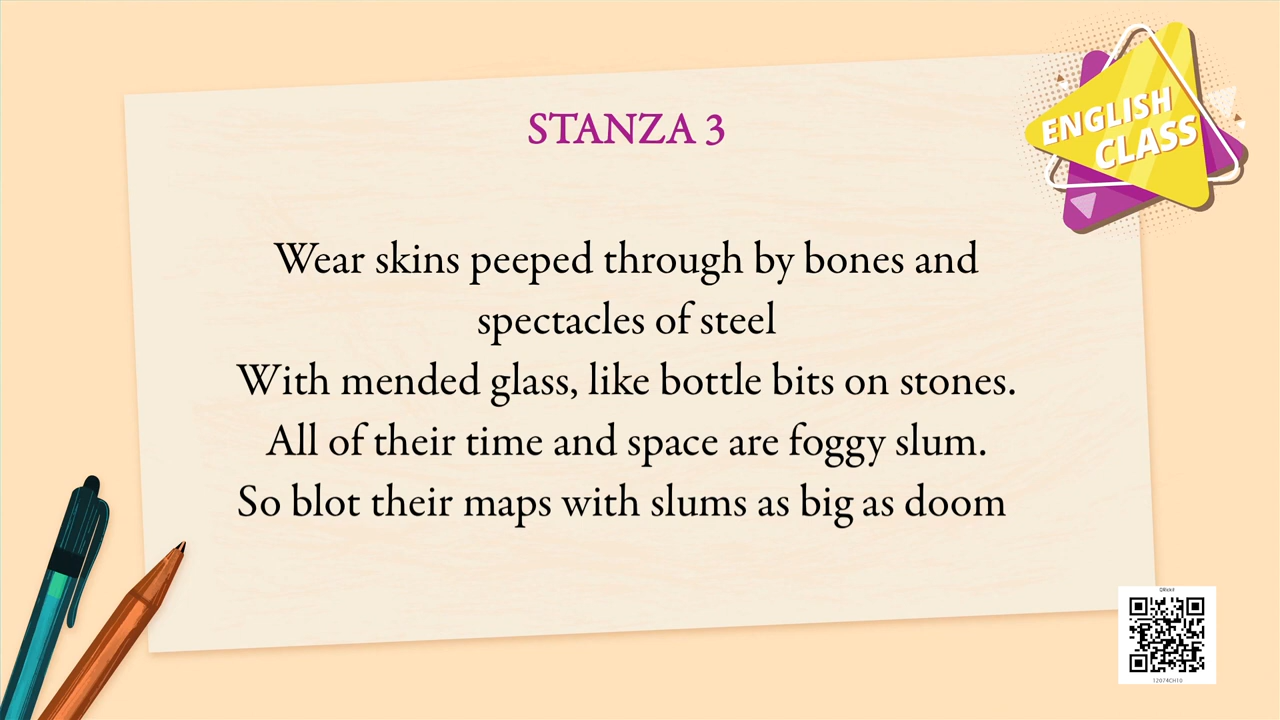 ENGLISH
CLASS
STANZA 3
Wear skins peeped through by bones and
spectacles of steel
With mended glass, like bottle bits on stones.
All of their time and space are foggy slum.
So blot their maps with slums as big as doom
QRickit
12074CH10